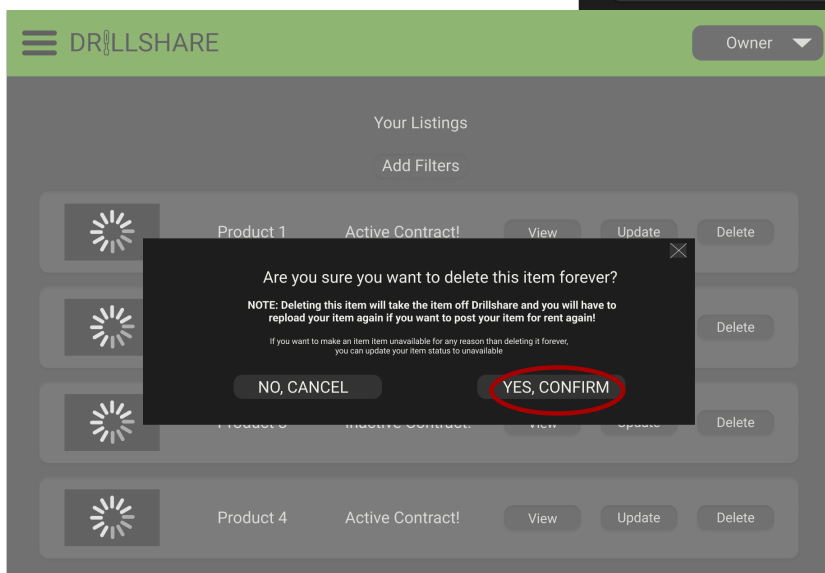 DRILLSHARE
Owner
Your Listings
Add Filters
Product 1 Active Contract! View Update Delete
Are you sure you want to delete this item forever?
NOTE: Deleting this item will take the item off Drillshare and you will have to
repload your item again if you want to post your item for rent again!
If you want to make an item item unavailable for any reason than deleting it forever,
you can update your item status to unavailable
NO, CANCEL YES, CONFIRM
Delete
Delete
Product 4 Active Contract! View Update Delete